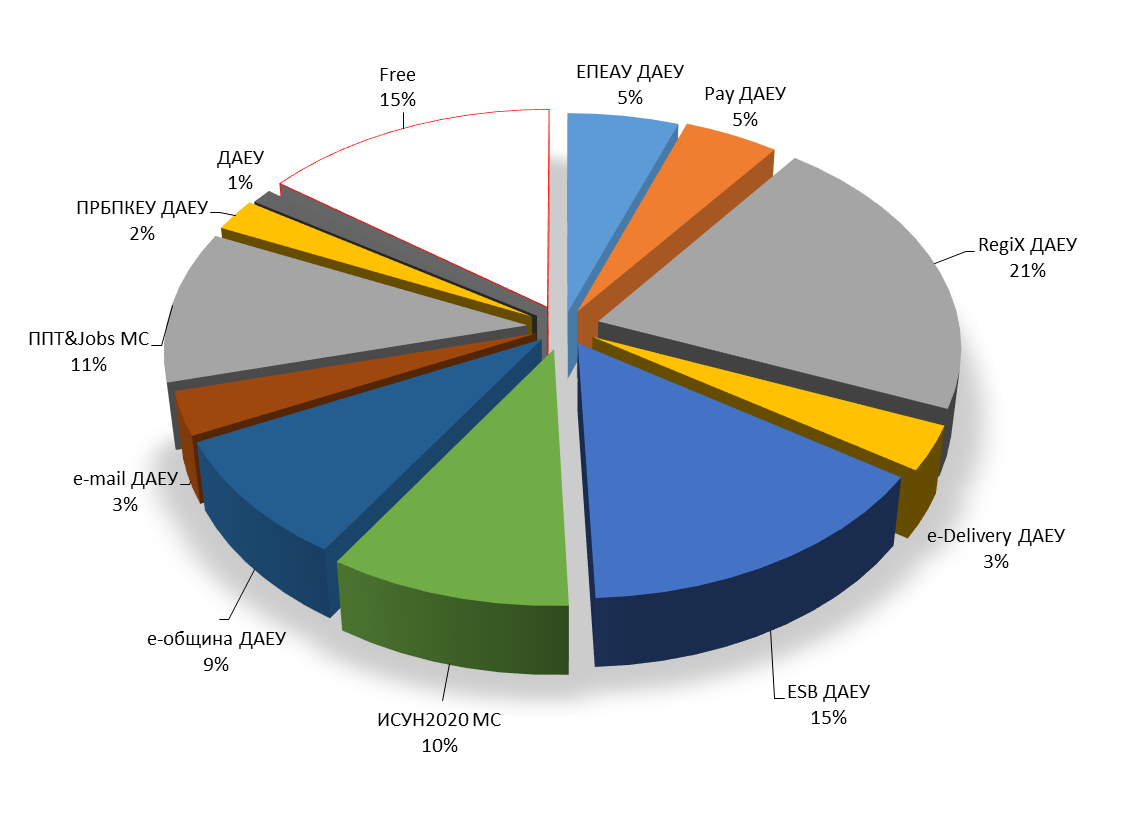 Free
15%
ЕПЕАУ ДАЕУ
5%
Pay ДАЕУ
5%
RegiX ДАЕУ
21%
e-Delivery ДАЕУ
3%
ESB ДАЕУ
15%
ИСУН2020 МС
10%
е-община ДАЕУ
9%
e-mail ДАЕУ
3%
ППТ&Jobs МС
11%
ПРБПКЕУ ДАЕУ
2%
ДАЕУ
1%